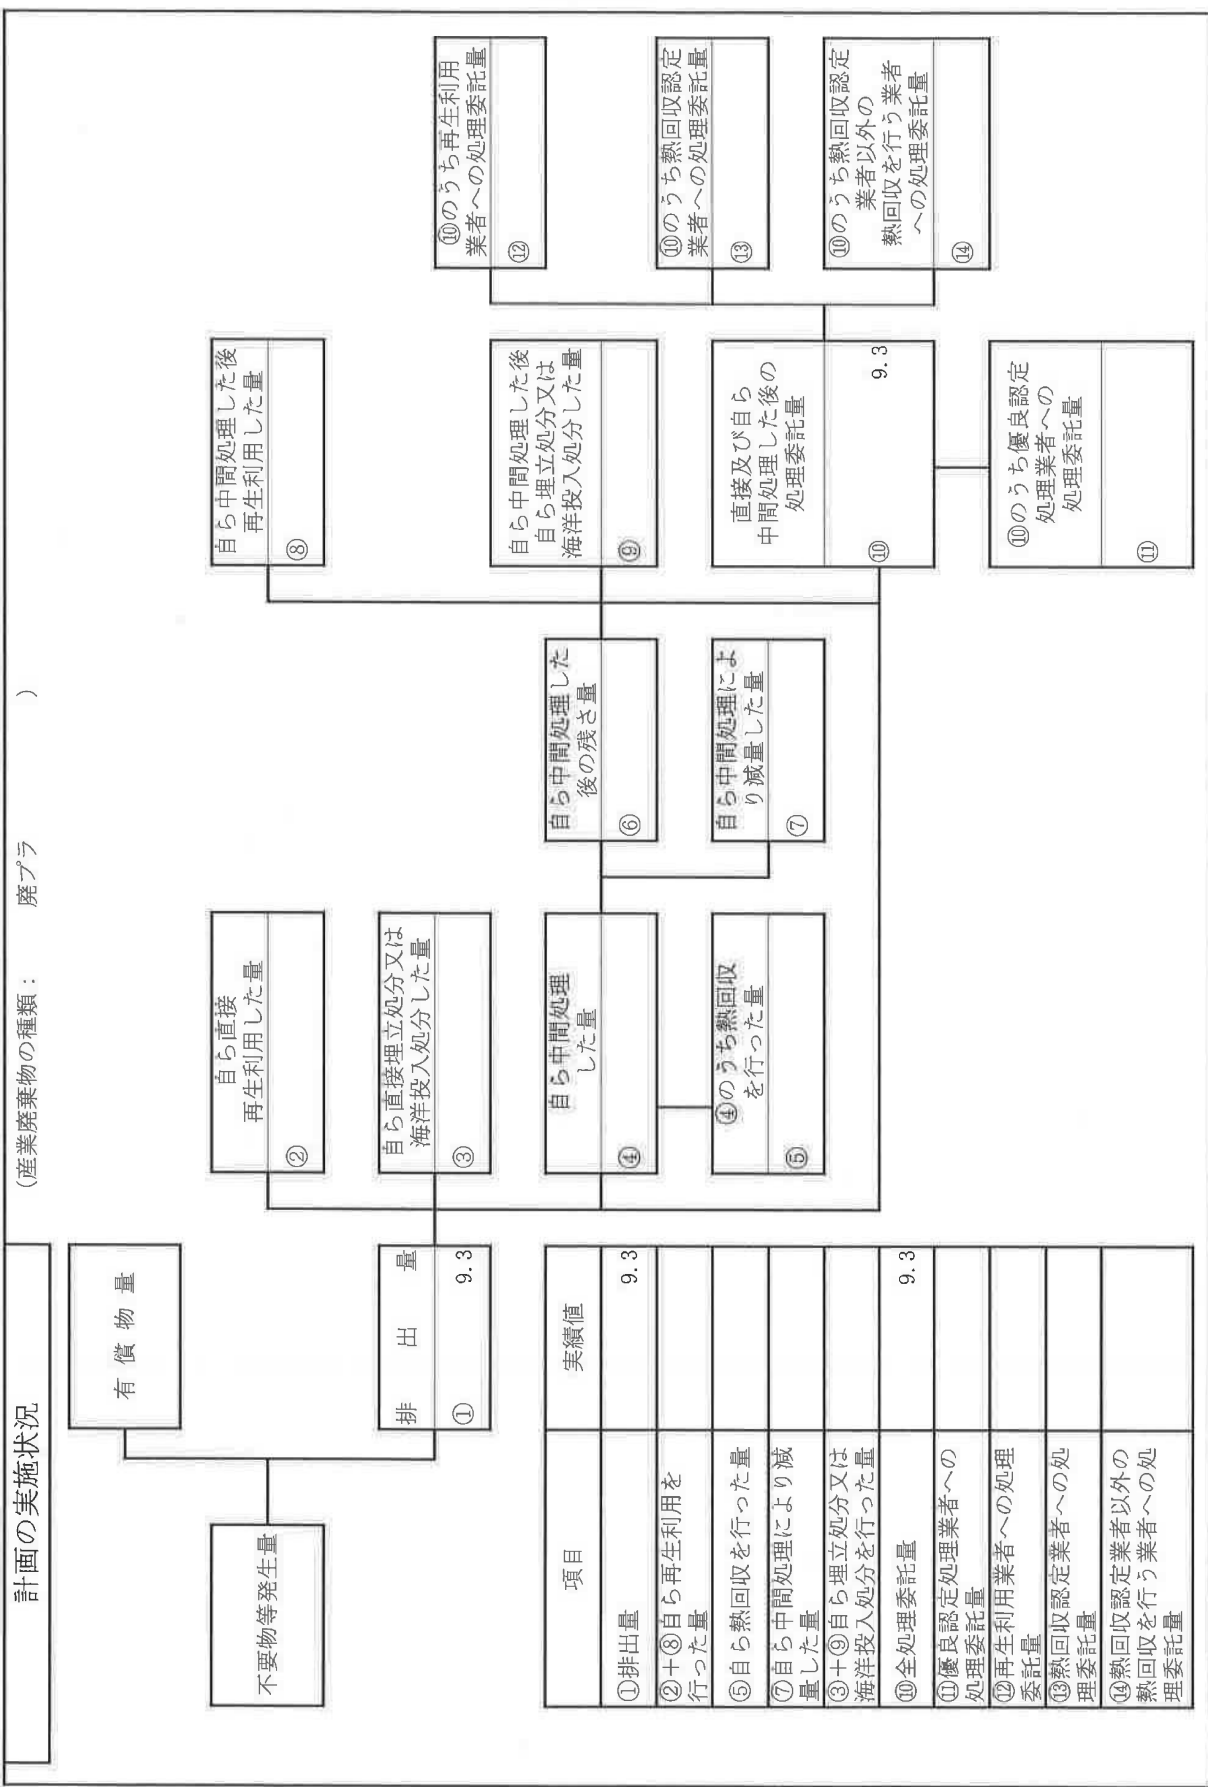 計画の実施状況
(産業廃棄物の種類： 廃プラ )
不要物等発生量
有償物量
排出量
① 9.3
自ら直接
再生利用した量
②
自ら直接埋立処分又は
海洋投入処分した量
③
自ら中間処理
した量
④
④のうち熱回収
を行った量
⑤
自ら中間処理した
後の残さ量
⑥
自ら中間処理によ
り減量した量
⑦
自ら中間処理した後
再生利用した量
⑧
自ら中間処理した後
自ら埋立処分又は
海洋投入処分した量
⑨
直接及び自ら
中間処理した後の
処理委託量
⑩ 9.3
⑩のうち優良認定
処理業者への
処理委託量
⑪
⑩のうち再生利用
業者への処理委託量
⑫
⑩のうち熱回収認定
業者への処理委託量
⑬
⑩のうち熱回収認定
業者以外の
熱回収を行う業者
への処理委託量
⑭
項目 実績値
①排出量 9.3
②＋⑧自ら再生利用を
行った量
⑤自ら熱回収を行った量
⑦自ら中間処理により減
量した量
③＋⑨自ら埋立処分又は
海洋投入処分を行った量
⑩全処理委託量 9.3
⑪優良認定処理業者への
処理委託量
⑫再生利用業者への処理
委託量
⑬熱回収認定業者への処
理委託量
⑭熱回収認定業者以外の
熱回収を行う業者への処
理委託量